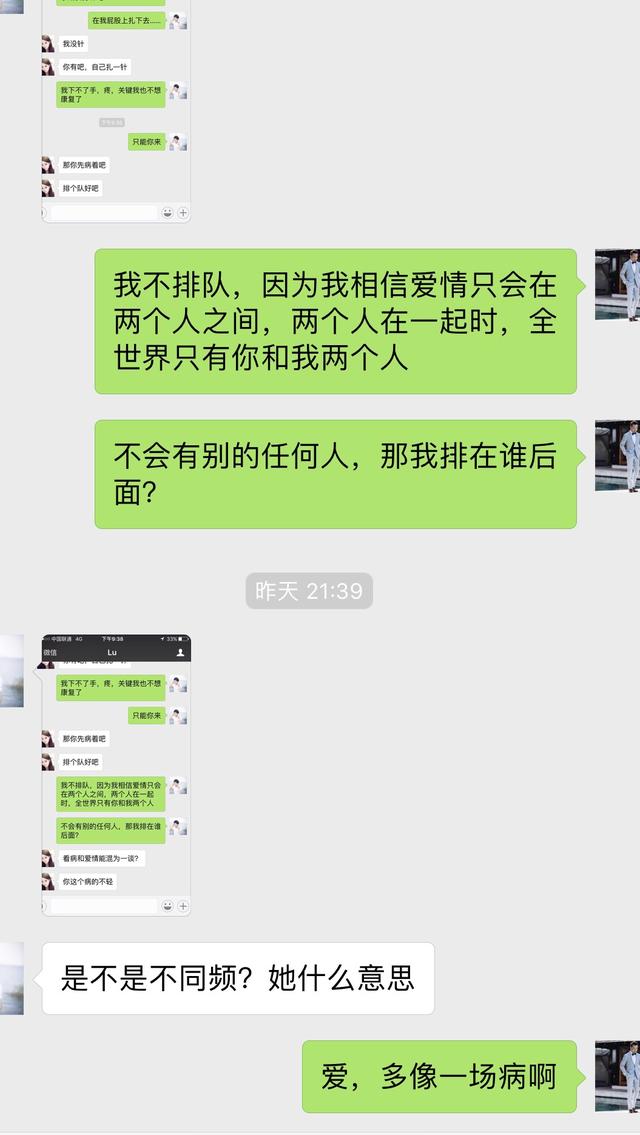 在我屁股上扎下去……
我没针
你有吧，自己扎一针
我下不了手，疼，关键我也不想
康复了
下午9:38
只能你来
那你先病着吧
排个队好吧
我不排队，因为我相信爱情只会在
两个人之间，两个人在一起时，全
世界只有你和我两个人
不会有别的任何人，那我排在谁后
面？
昨天 21:39
中国联通 4G 下午9:38 33%
微信 Lu
我下不了手，疼，关键我也不想
康复了
只能你来
那你先病着吧
排个队好吧
我不排队，因为我相信爱情只会
在两个人之间，两个人在一起
时，全世界只有你和我两个人
不会有别的任何人，那我排在谁
后面？
看病和爱情能混为一谈？
你这个病的不轻
是不是不同频？她什么意思
爱，多像一场病啊